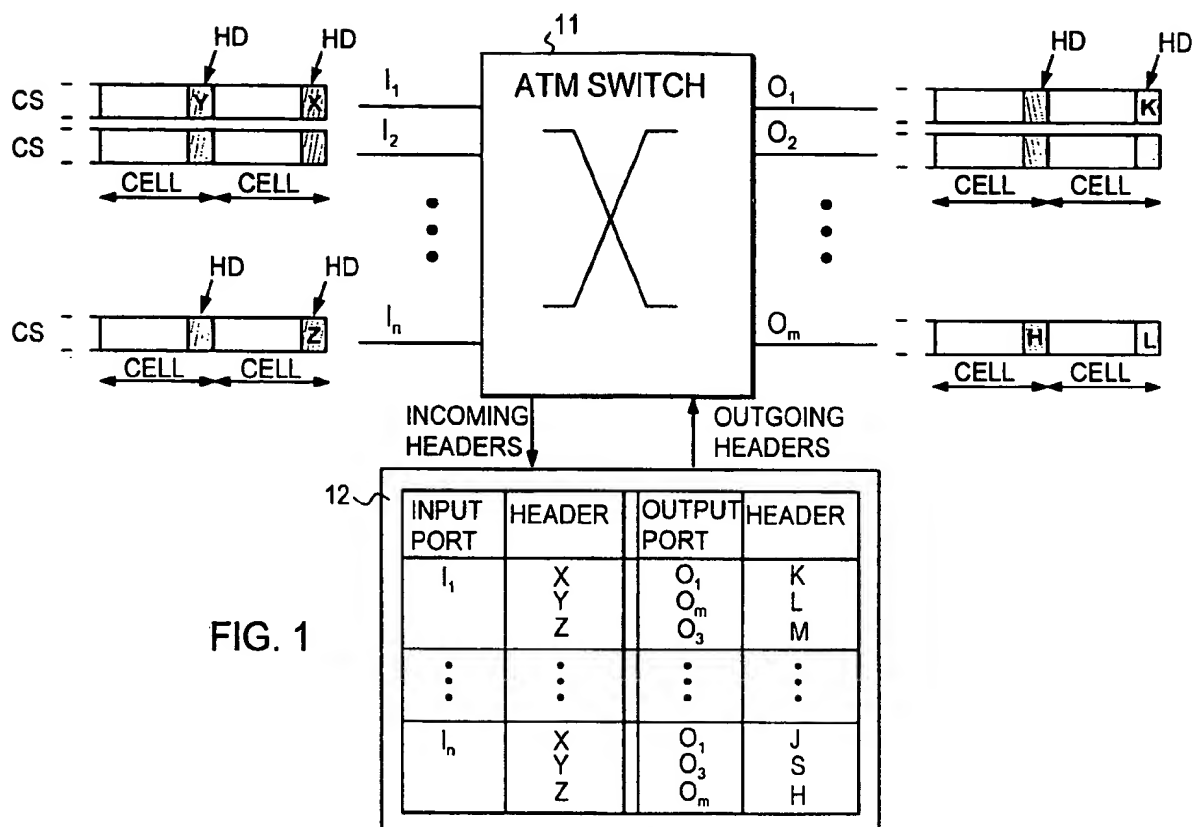 11
HD HD HD HD
ATM SWITCH
CS Y X I₁ O₁ K
CS I₂ O₂
CELL CELL CELL CELL
HD HD
CS Z Iₙ Oₘ H L
CELL CELL CELL CELL
INCOMING HEADERS
OUTGOING HEADERS
12
INPUT PORT HEADER OUTPUT PORT HEADER
I₁ X O₁ K
Y Oₘ L
Z O₃ M
Iₙ X O₁ J
Y O₃ S
Z Oₘ H
FIG. 1